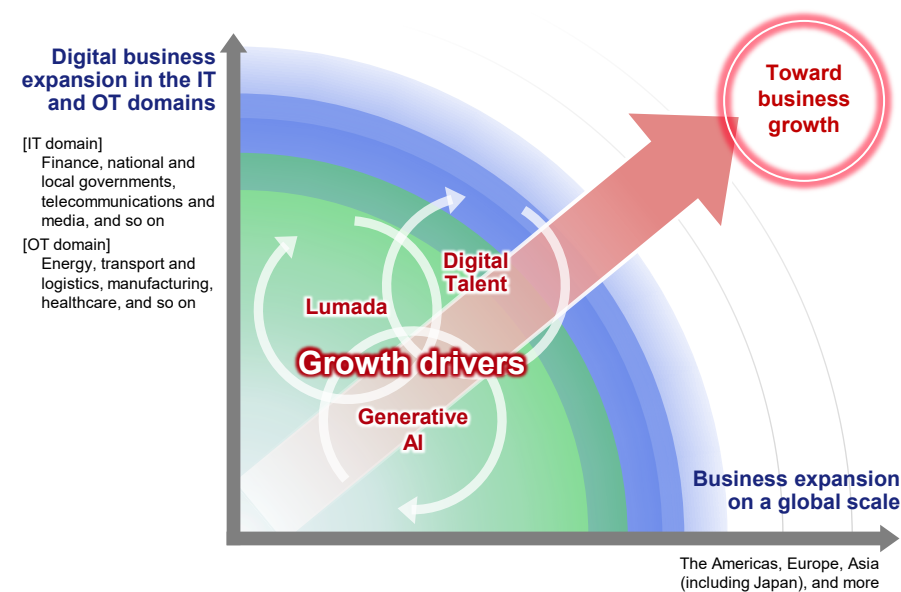 Digital business
expansion in the IT
and OT domains
[IT domain]
Finance, national and
local governments,
telecommunications and
media, and so on
[OT domain]
Energy, transport and
logistics, manufacturing,
healthcare, and so on
Toward
business
growth
Digital
Talent
Lumada
Growth drivers
Generative
AI
Business expansion
on a global scale
The Americas, Europe, Asia
(including Japan), and more